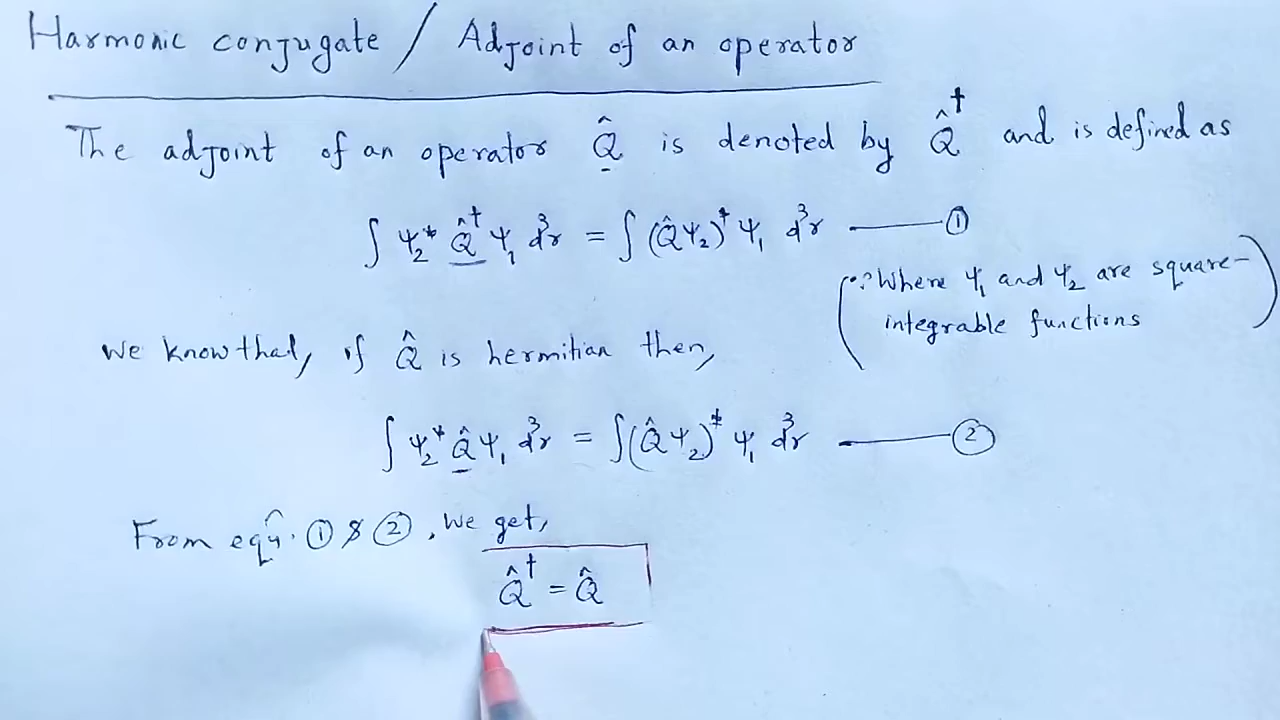 Harmonic conjugate / Adjoint of an operator
The adjoint of an operator Q̂ is denoted by Q̂† and is defined as
∫ Ψ₂* Q̂† Ψ₁ d³r = ∫ (Q̂Ψ₂)* Ψ₁ d³r —— ①
(∵ Where Ψ₁ and Ψ₂ are square-
integrable functions)
We know that, if Q̂ is hermitian then,
∫ Ψ₂* Q̂ Ψ₁ d³r = ∫ (Q̂Ψ₂)* Ψ₁ d³r —— ②
From eqn. ① & ②, we get,
Q̂† = Q̂